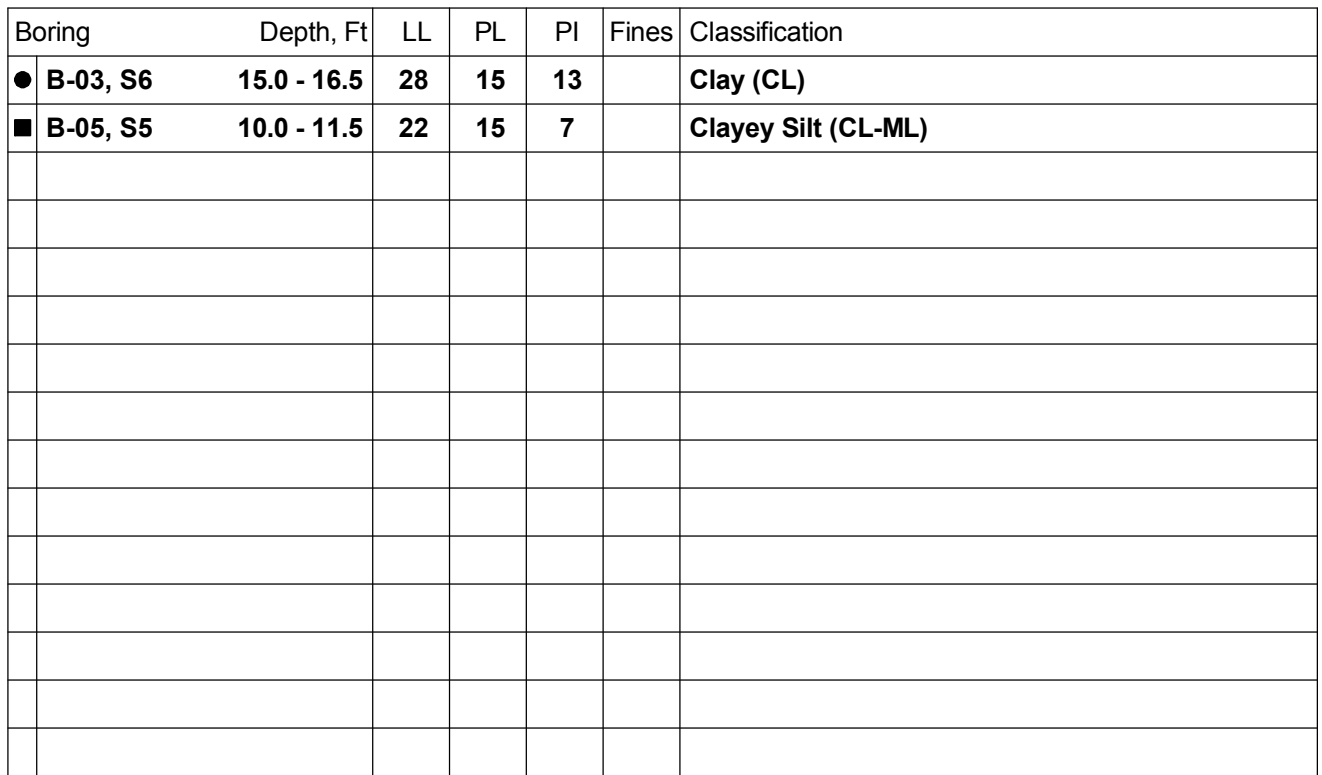 Boring Depth, Ft LL PL PI Fines Classification
B-03, S6 15.0 - 16.5 28 15 13 Clay (CL)
B-05, S5 10.0 - 11.5 22 15 7 Clayey Silt (CL-ML)